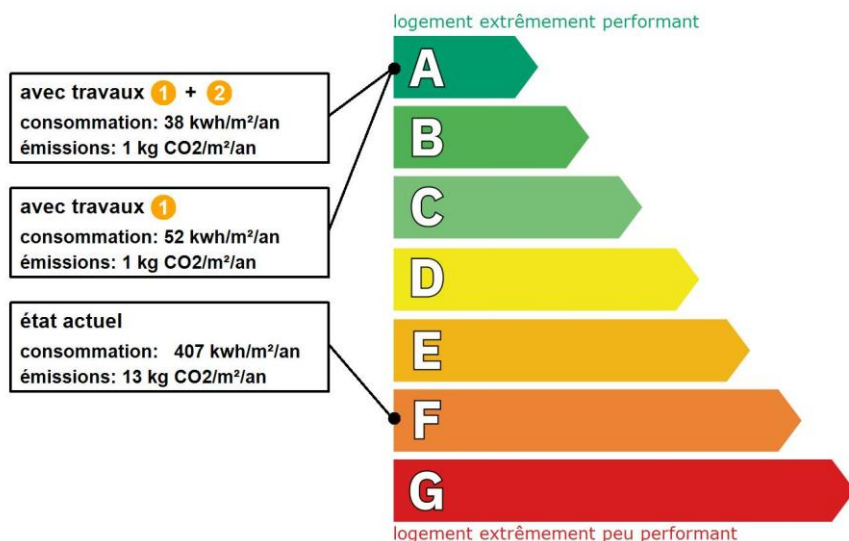 logement extrêmement performant
avec travaux 1 + 2
consommation: 38 kwh/m²/an
émissions: 1 kg CO2/m²/an
avec travaux 1
consommation: 52 kwh/m²/an
émissions: 1 kg CO2/m²/an
état actuel
consommation: 407 kwh/m²/an
émissions: 13 kg CO2/m²/an
A
B
C
D
E
F
G
logement extrêmement peu performant